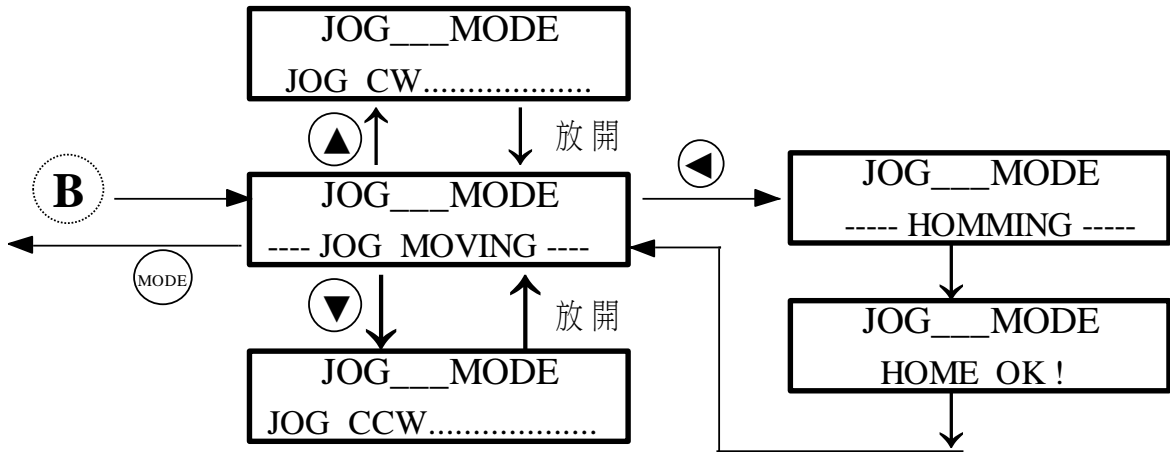 JOG___MODE
JOG CW...................
▲
放開
B
JOG___MODE
---- JOG MOVING ----
MODE
◀
JOG___MODE
----- HOMMING -----
▼
放開
JOG___MODE
HOME OK !
JOG___MODE
JOG CCW...................